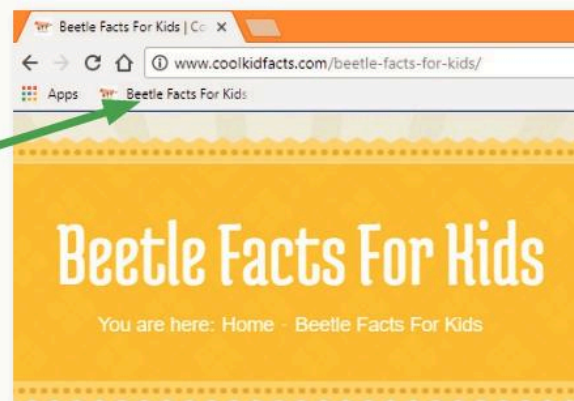 Beetle Facts For Kids | Co
www.coolkidfacts.com/beetle-facts-for-kids/
Apps Beetle Facts For Kids
Beetle Facts For Kids
You are here: Home - Beetle Facts For Kids